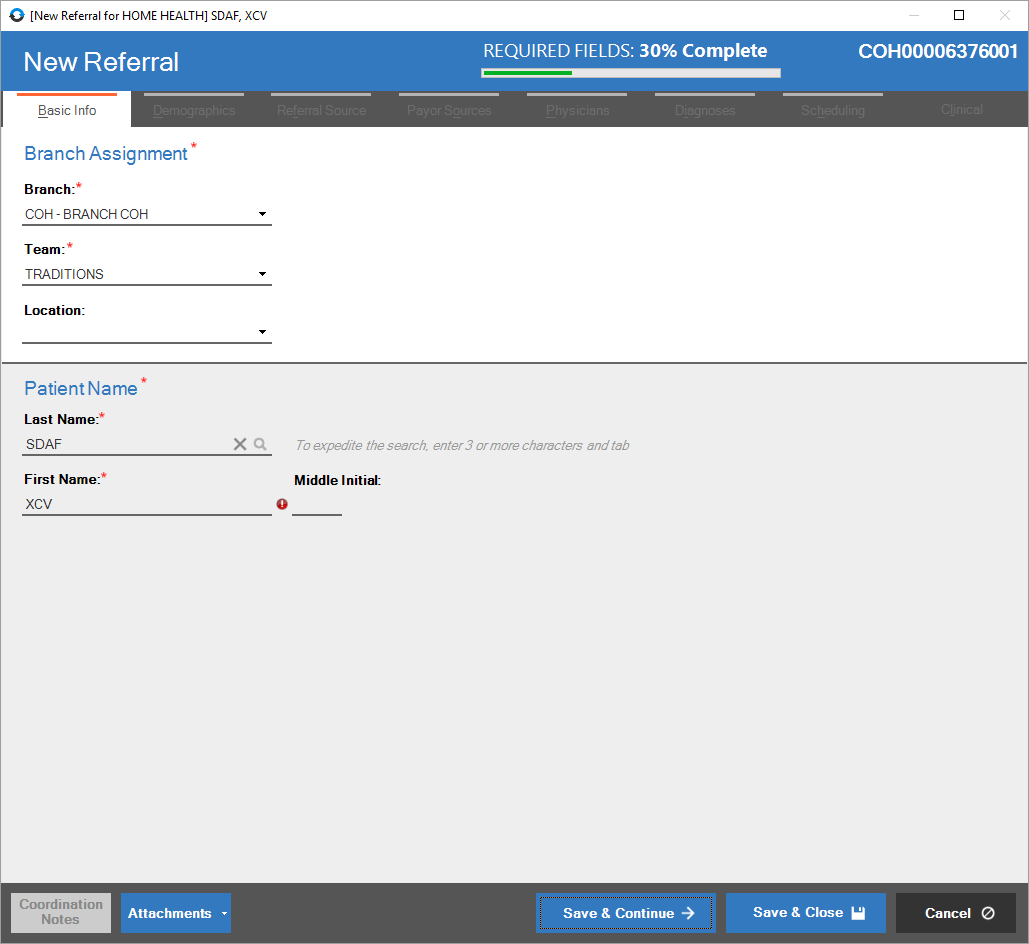 [New Referral for HOME HEALTH] SDAF, XCV
New Referral
REQUIRED FIELDS: 30% Complete
COH00006376001
Basic Info Demographics Referral Source Payor Sources Physicians Diagnoses Scheduling Clinical
Branch Assignment *
Branch:*
COH - BRANCH COH
Team:*
TRADITIONS
Location:
Patient Name *
Last Name:*
SDAF
To expedite the search, enter 3 or more characters and tab
First Name:* Middle Initial:
XCV
Coordination Notes
Attachments
Save & Continue
Save & Close
Cancel